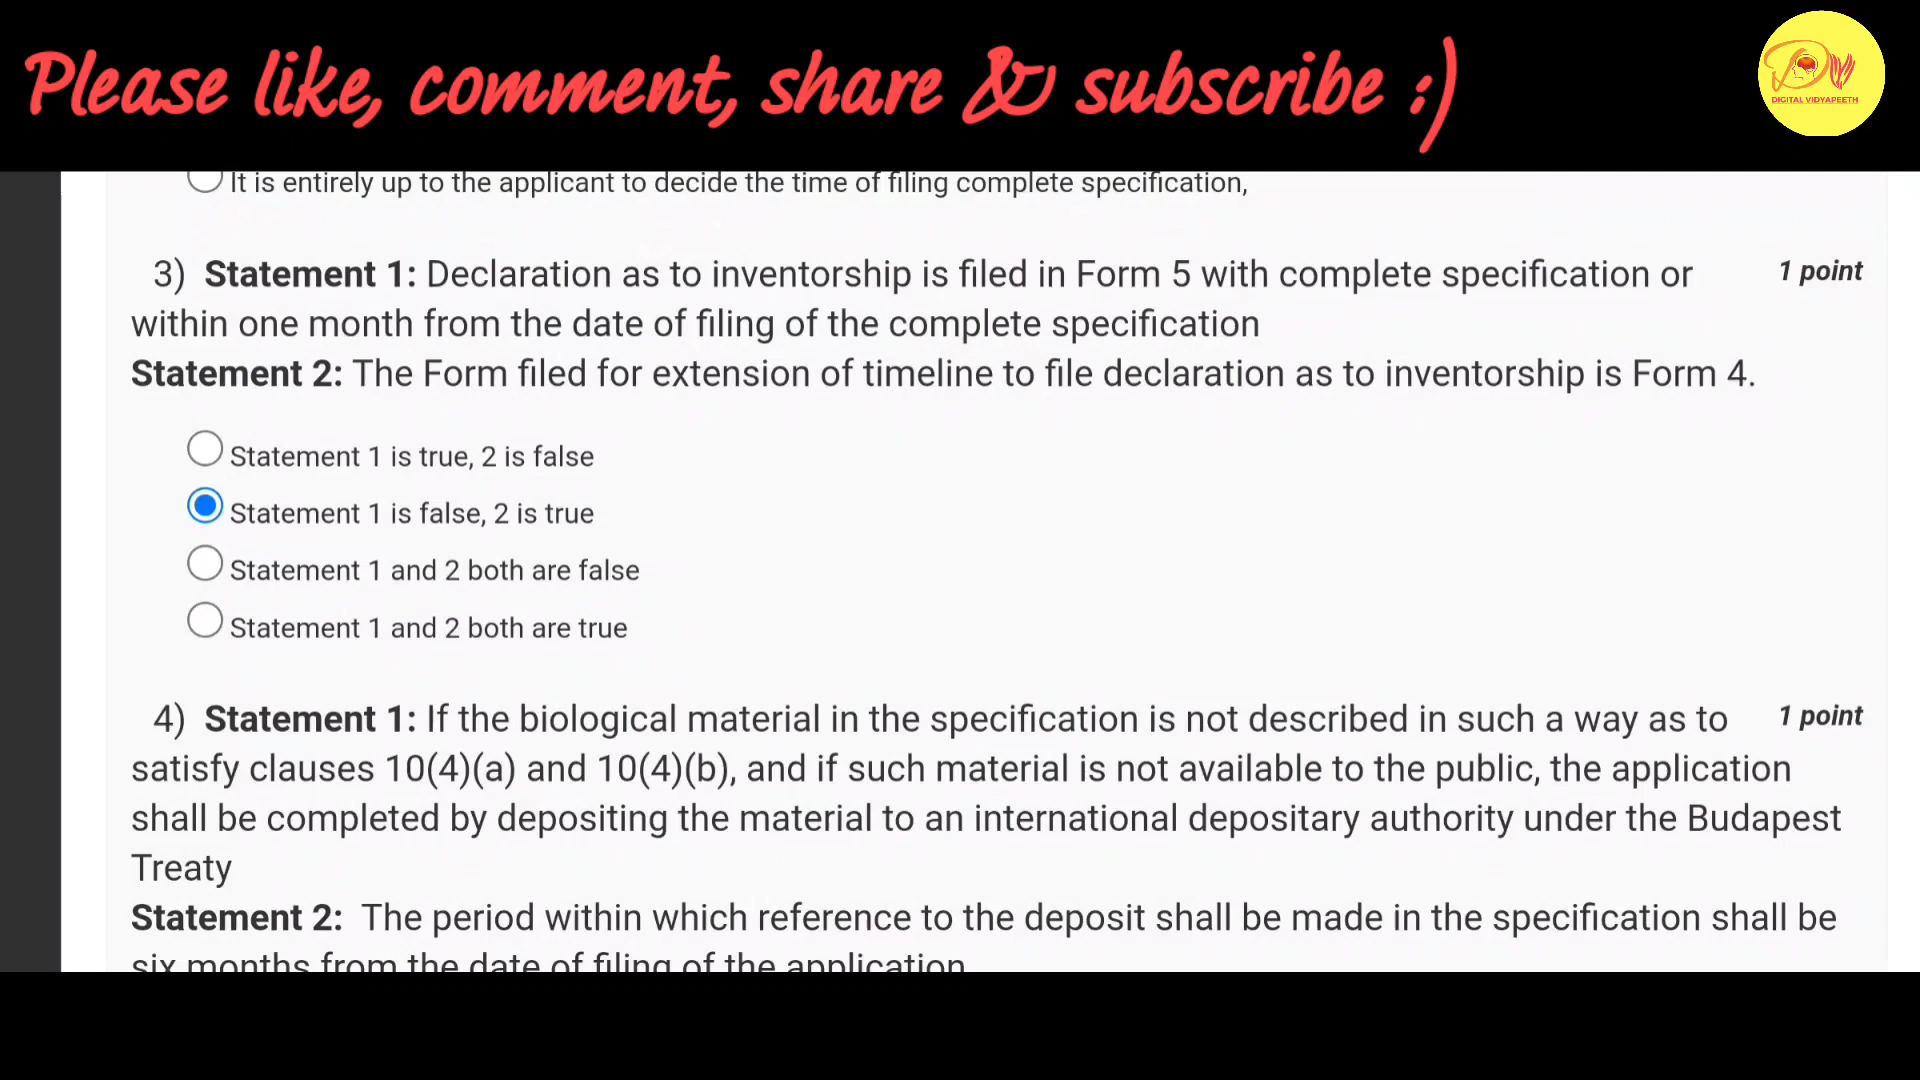 Please like, comment, share & subscribe :)
DIGITAL VIDYAPEETH
It is entirely up to the applicant to decide the time of filing complete specification,
3) Statement 1: Declaration as to inventorship is filed in Form 5 with complete specification or 1 point
within one month from the date of filing of the complete specification
Statement 2: The Form filed for extension of timeline to file declaration as to inventorship is Form 4.
Statement 1 is true, 2 is false
Statement 1 is false, 2 is true
Statement 1 and 2 both are false
Statement 1 and 2 both are true
4) Statement 1: If the biological material in the specification is not described in such a way as to 1 point
satisfy clauses 10(4)(a) and 10(4)(b), and if such material is not available to the public, the application
shall be completed by depositing the material to an international depositary authority under the Budapest
Treaty
Statement 2: The period within which reference to the deposit shall be made in the specification shall be
six months from the date of filing of the application